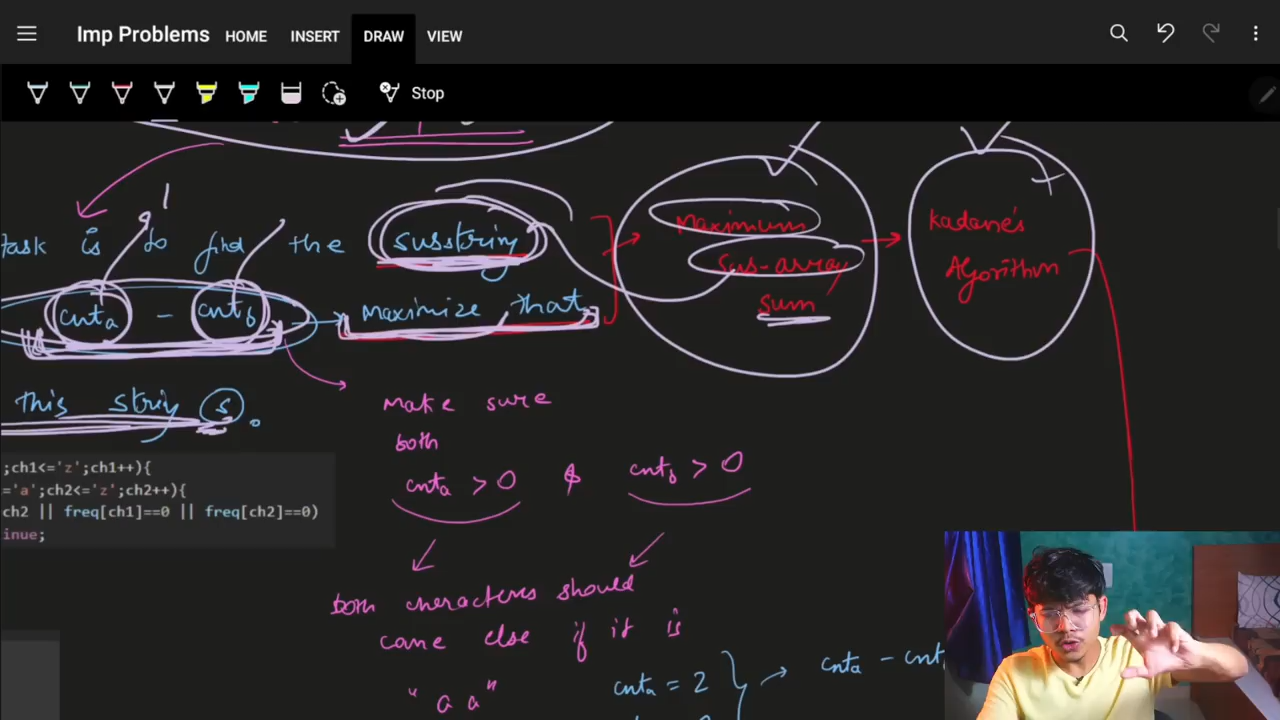 Imp Problems HOME INSERT DRAW VIEW
Stop
task is to find the substring
cnta - cntb → maximize that
Maximum
sub-array
sum
Kadane's
Algorithm
this string s.
make sure
both
cnta > 0 & cntb > 0
;ch1<='z';ch1++){
='a';ch2<='z';ch2++){
ch2 || freq[ch1]==0 || freq[ch2]==0)
inue;
both characters should
come else if it is
"aa"
cnta = 2
cnta - cnt